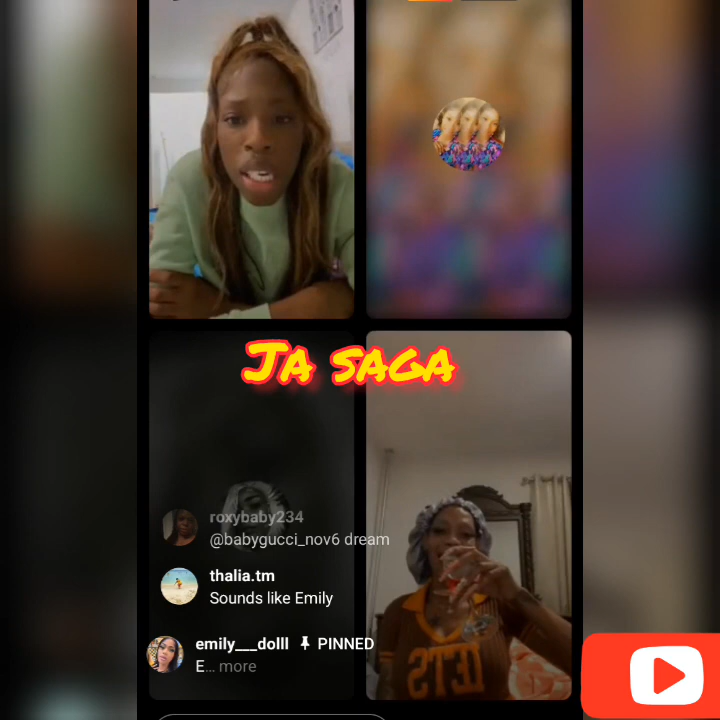 JA SAGA
roxybaby234
@babygucci_nov6 dream
thalia.tm
Sounds like Emily
emily___dolll PINNED
E... more